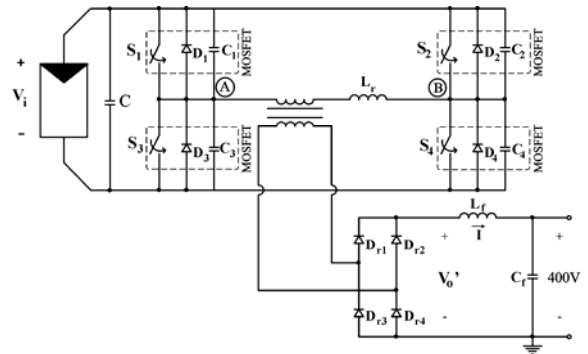 S1
D1
C1
MOSFET
S2
D2
C2
MOSFET
+
Vi
-
C
A
Lr
B
S3
D3
C3
MOSFET
S4
D4
C4
MOSFET
Lf
I
Dr1
Dr2
+
Vo'
-
Cf
+
400V
-
Dr3
Dr4